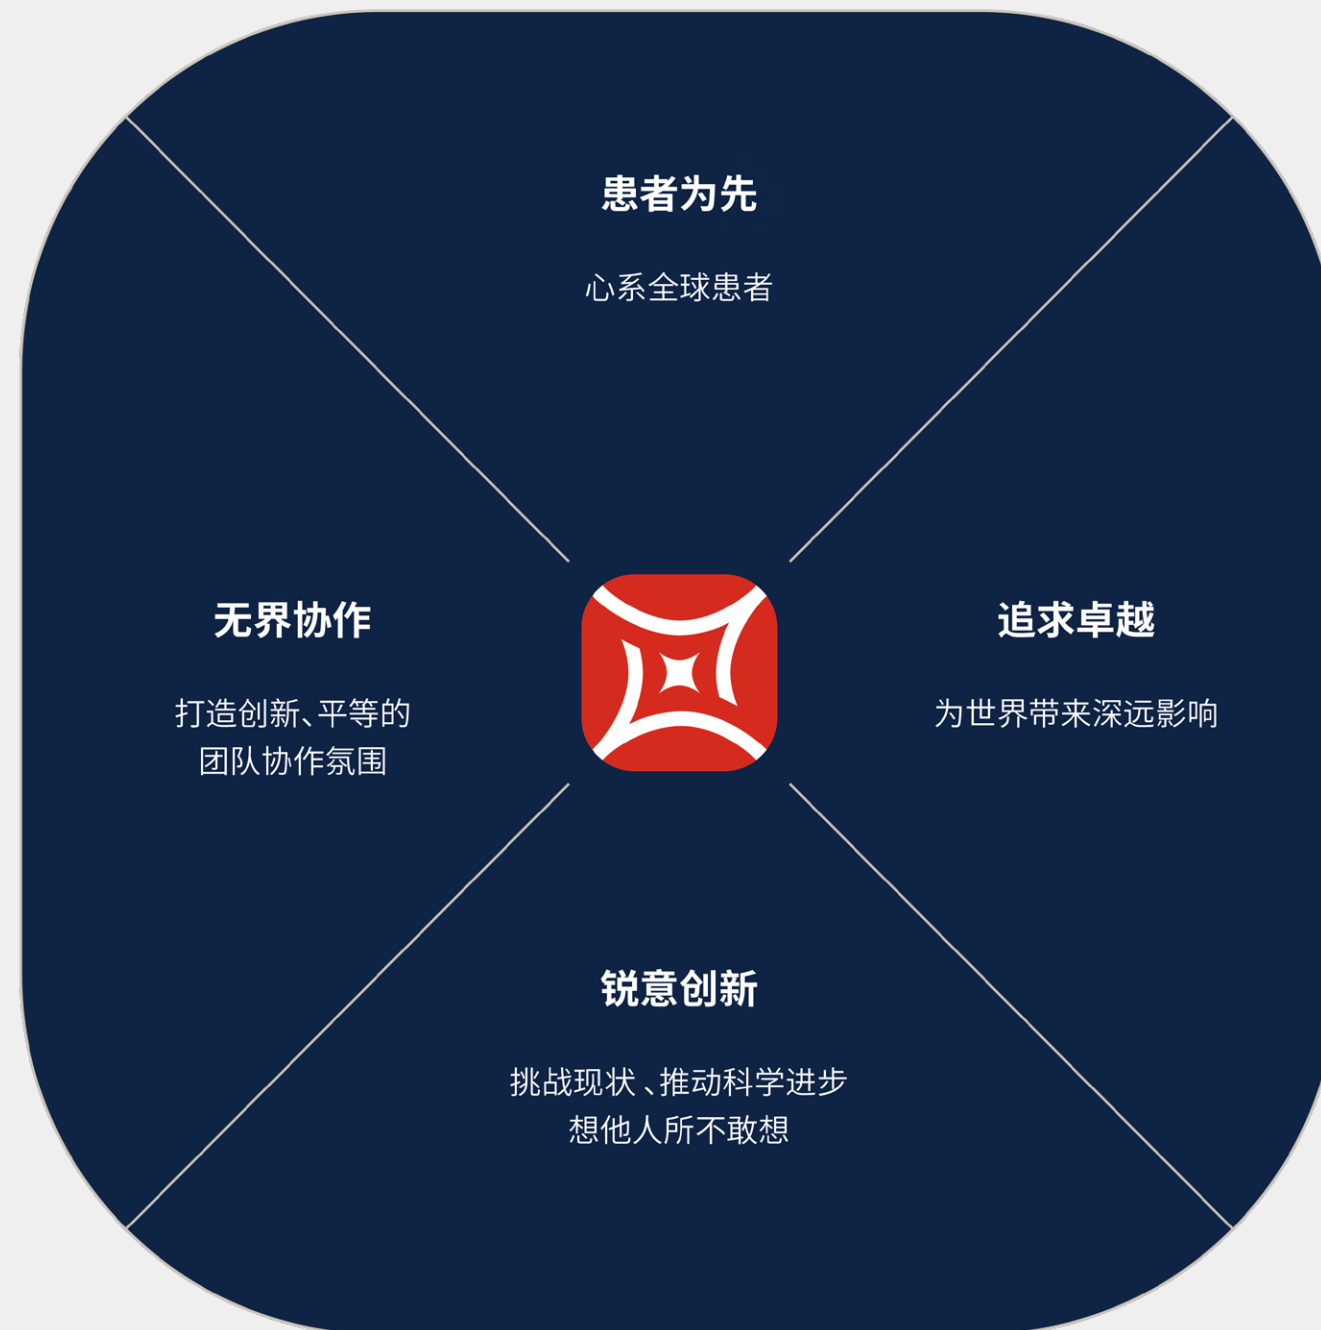 患者为先
心系全球患者
无界协作
打造创新、平等的
团队协作氛围
追求卓越
为世界带来深远影响
锐意创新
挑战现状、推动科学进步
想他人所不敢想